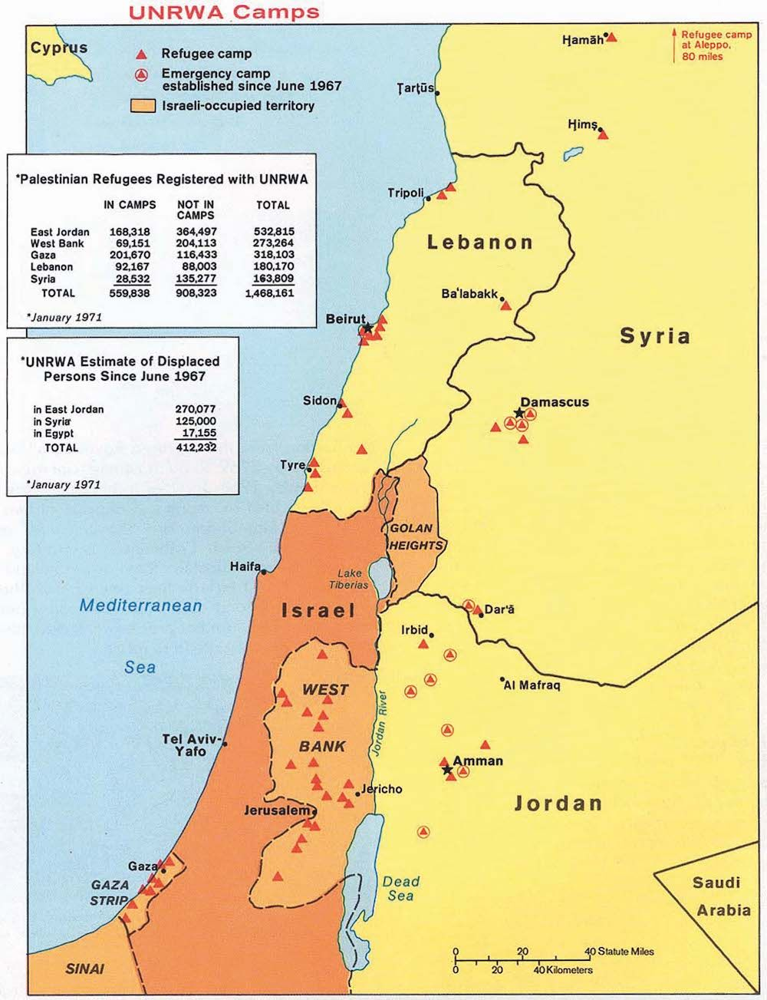 UNRWA Camps
Cyprus
Refugee camp
Emergency camp
established since June 1967
Israeli-occupied territory
Ḥamāh
Refugee camp
at Aleppo,
80 miles
Ṭarṭūs
Ḥimṣ
*Palestinian Refugees Registered with UNRWA
IN CAMPS NOT IN CAMPS TOTAL
East Jordan 168,318 364,497 532,815
West Bank 69,151 204,113 273,264
Gaza 201,670 116,433 318,103
Lebanon 92,167 88,003 180,170
Syria 28,532 135,277 163,809
TOTAL 559,838 908,323 1,468,161
*January 1971
Tripoli
Lebanon
Ba'labakk
Beirut
Syria
*UNRWA Estimate of Displaced
Persons Since June 1967
in East Jordan 270,077
in Syria 125,000
in Egypt 17,155
TOTAL 412,232
*January 1971
Sidon
Damascus
Tyre
GOLAN
HEIGHTS
Haifa
Lake
Tiberias
Mediterranean
Sea
Israel
Dar'ā
Irbid
Al Mafraq
WEST
BANK
Jordan River
Tel Aviv-
Yafo
Amman
Jericho
Jerusalem
Jordan
Gaza
GAZA
STRIP
Dead
Sea
Saudi
Arabia
SINAI
0 20 40 Statute Miles
0 20 40 Kilometers